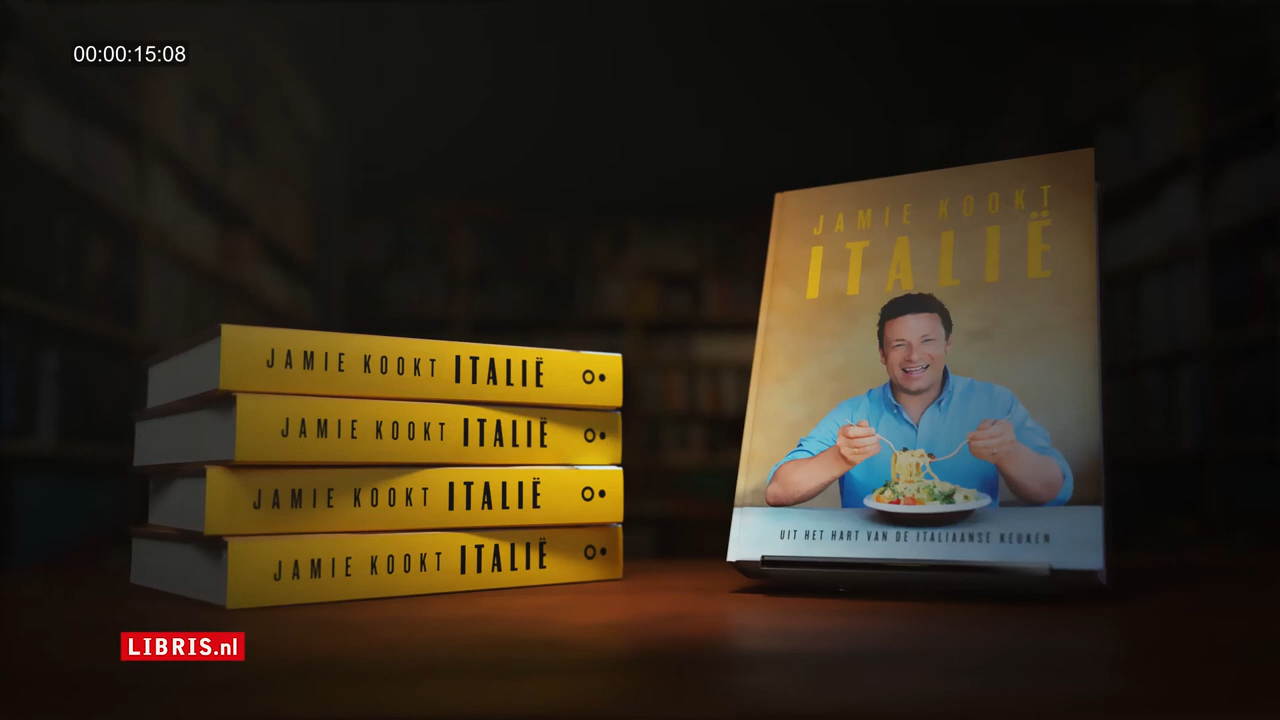 00:00:15:08
JAMIE KOOKT
ITALIË
JAMIE KOOKT ITALIË
JAMIE KOOKT ITALIË
JAMIE KOOKT ITALIË
JAMIE KOOKT ITALIË
UIT HET HART VAN DE ITALIAANSE KEUKEN
LIBRIS.nl